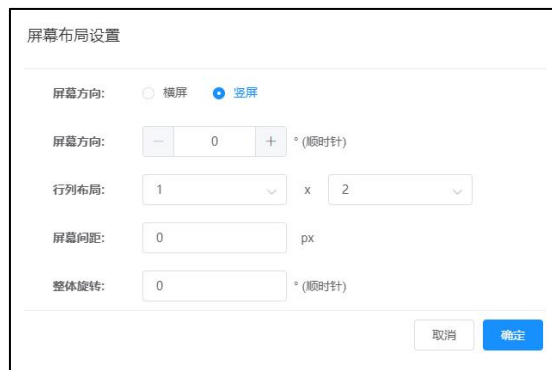 屏幕布局设置
屏幕方向: 横屏 竖屏
屏幕方向: − 0 + °(顺时针)
行列布局: 1 x 2
屏幕间距: 0 px
整体旋转: 0 °(顺时针)
取消 确定